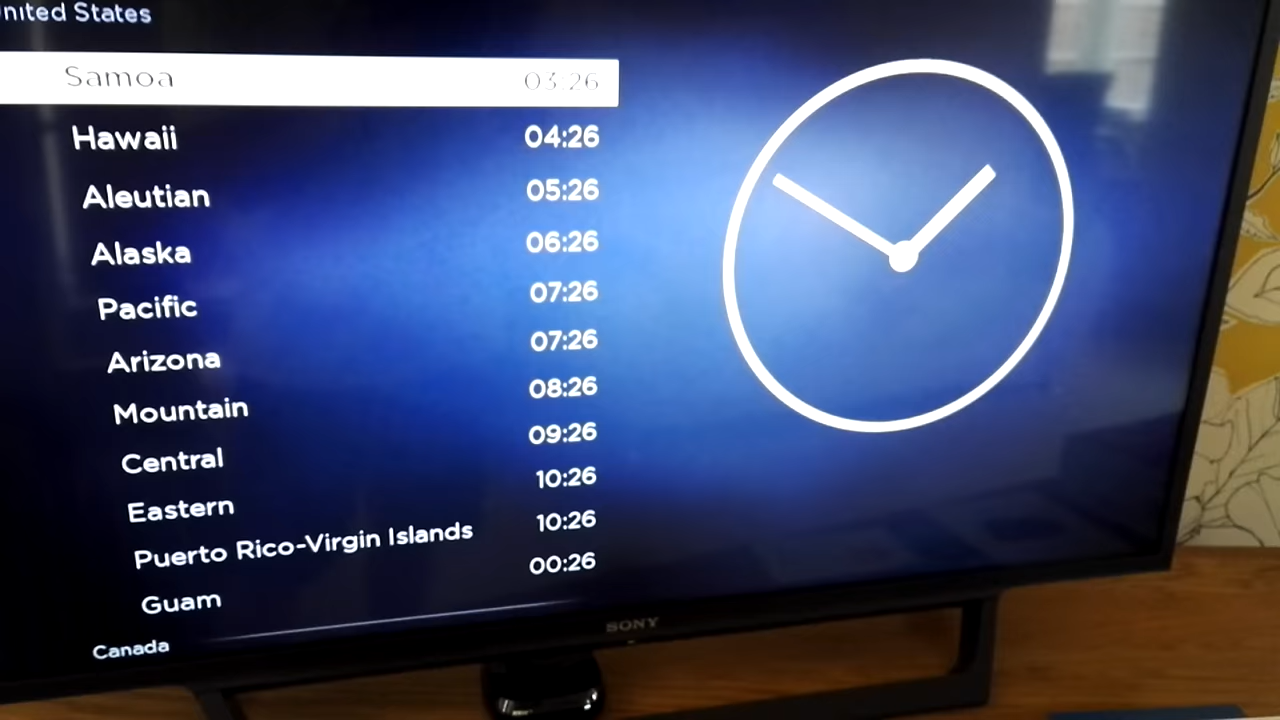 United States
Samoa 03:26
Hawaii 04:26
Aleutian 05:26
Alaska 06:26
Pacific 07:26
Arizona 07:26
Mountain 08:26
Central 09:26
Eastern 10:26
Puerto Rico-Virgin Islands 10:26
Guam 00:26
Canada
SONY